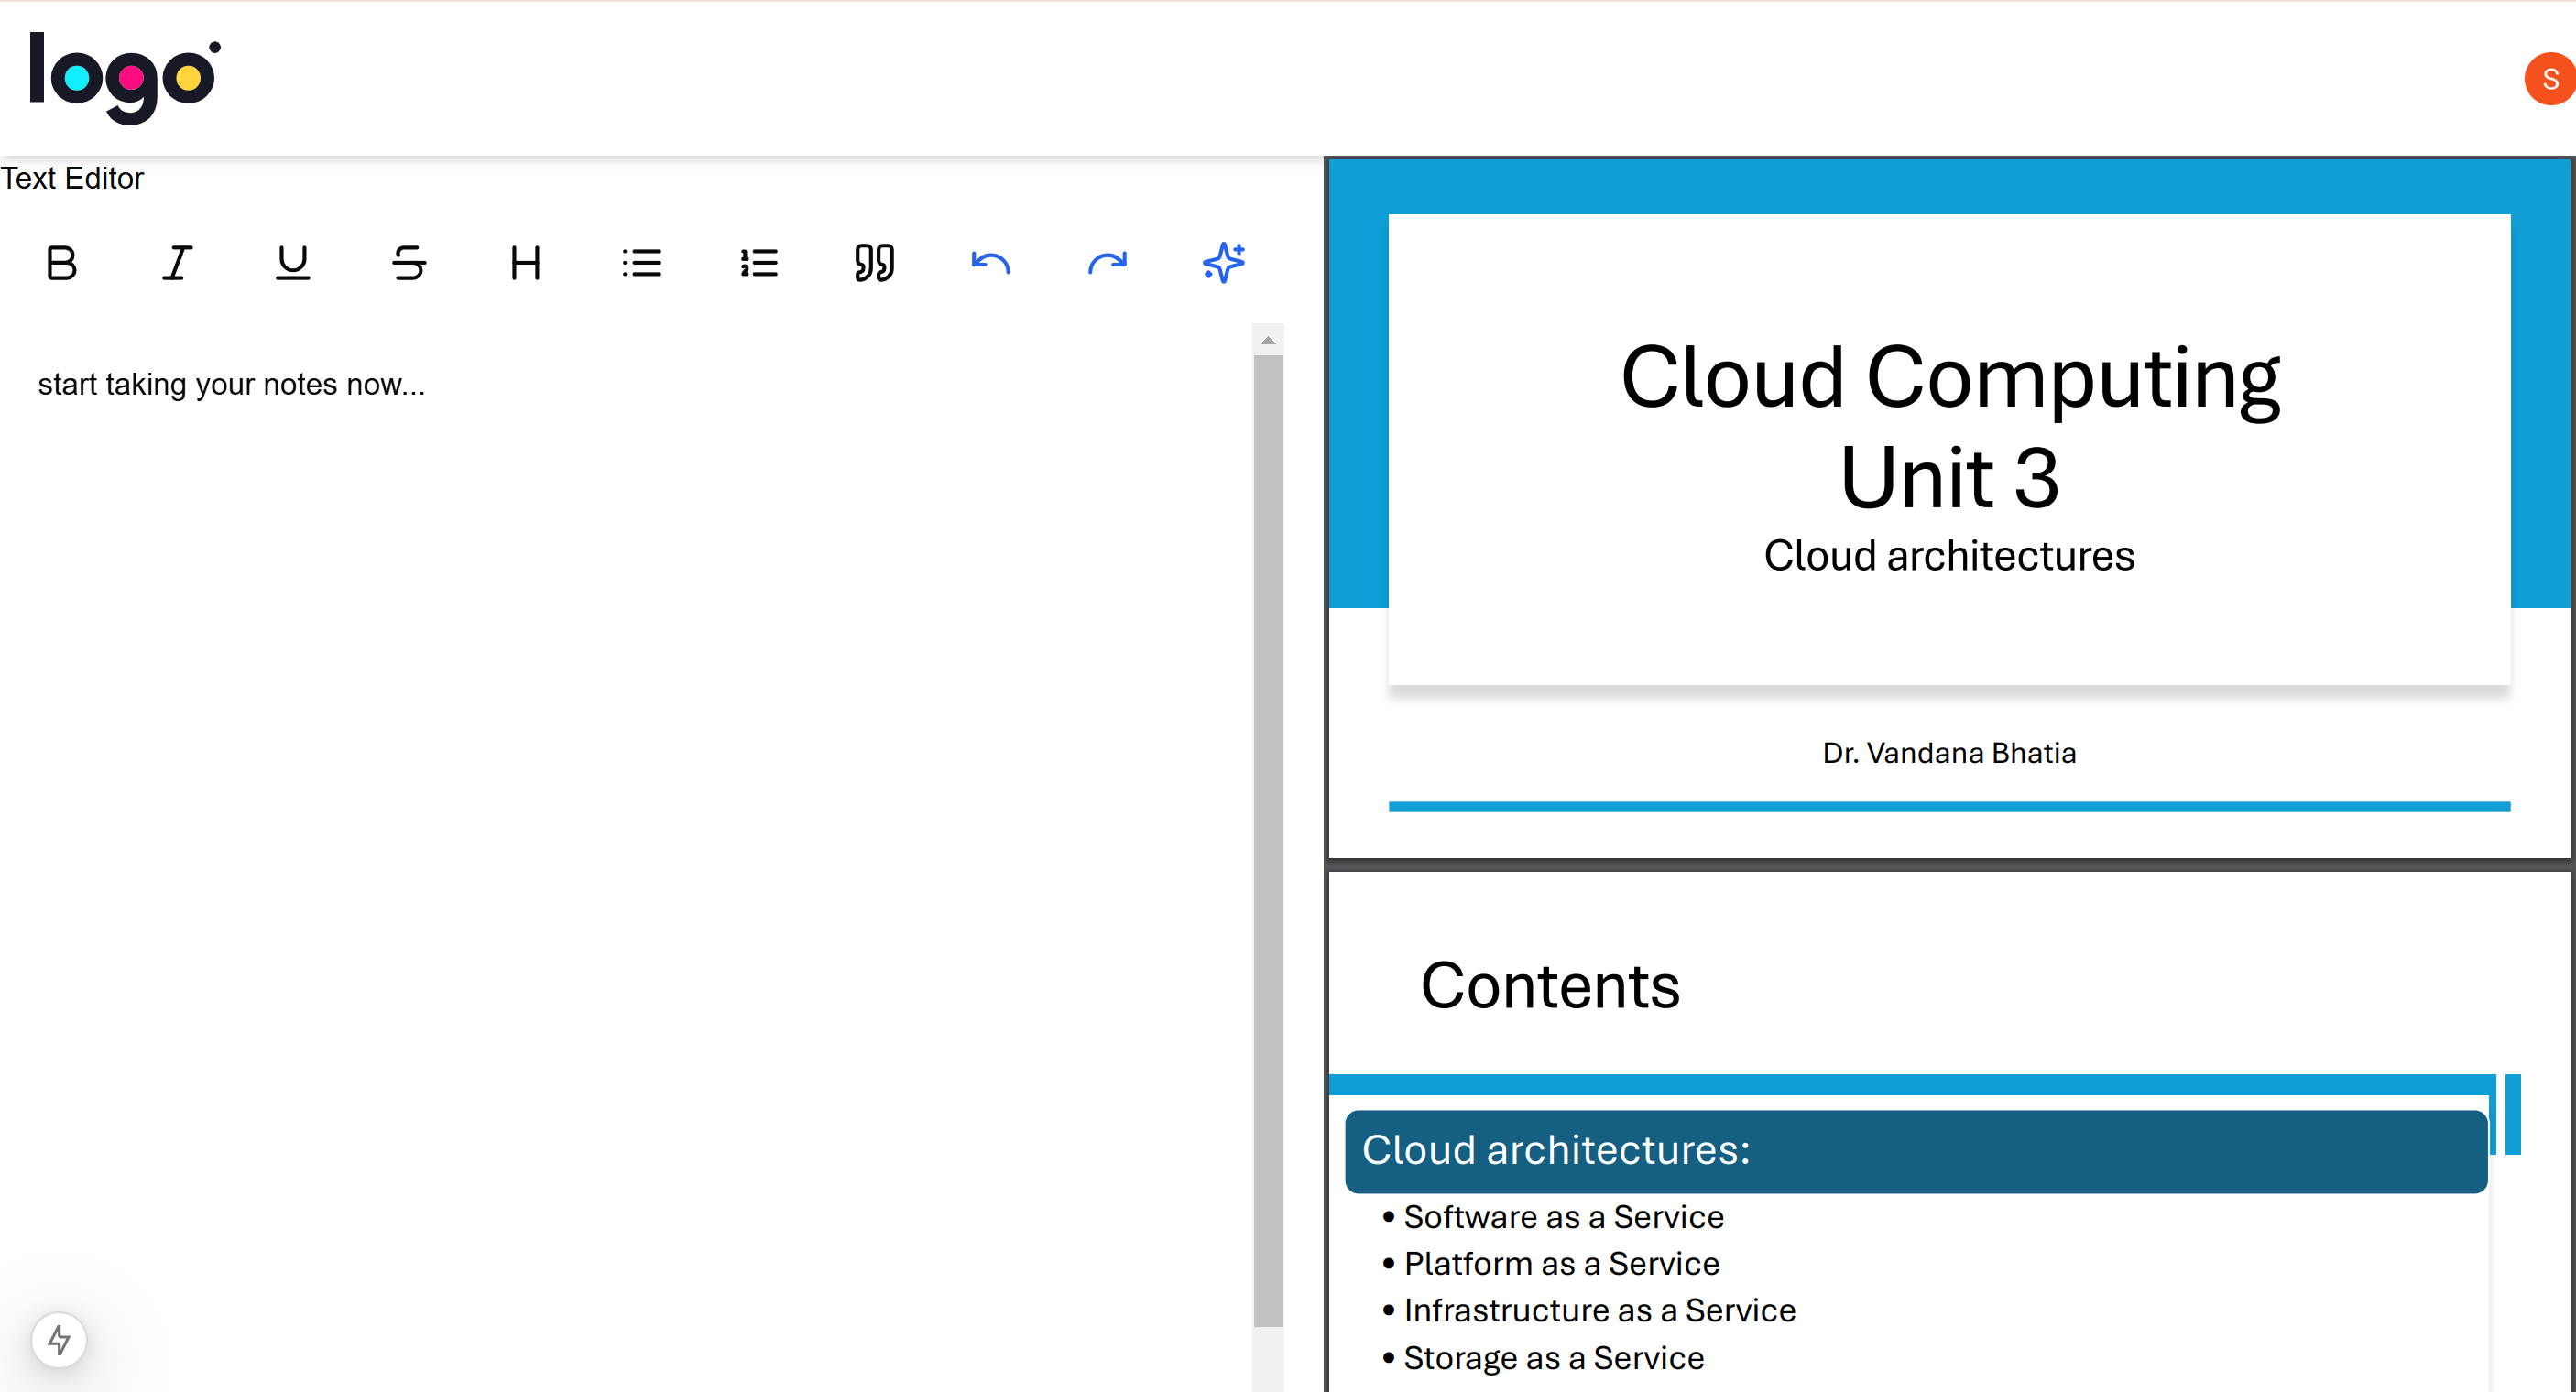 logo
S
Text Editor
start taking your notes now...
Cloud Computing
Unit 3
Cloud architectures
Dr. Vandana Bhatia
Contents
Cloud architectures:
• Software as a Service
• Platform as a Service
• Infrastructure as a Service
• Storage as a Service